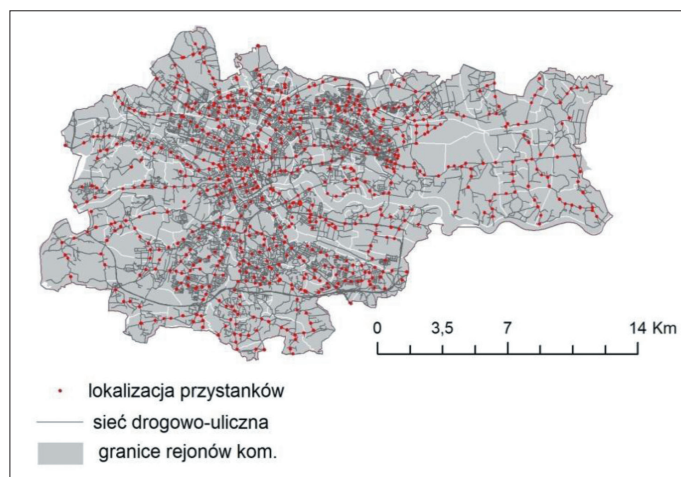 0 3,5 7 14 Km
lokalizacja przystanków
sieć drogowo-uliczna
granice rejonów kom.